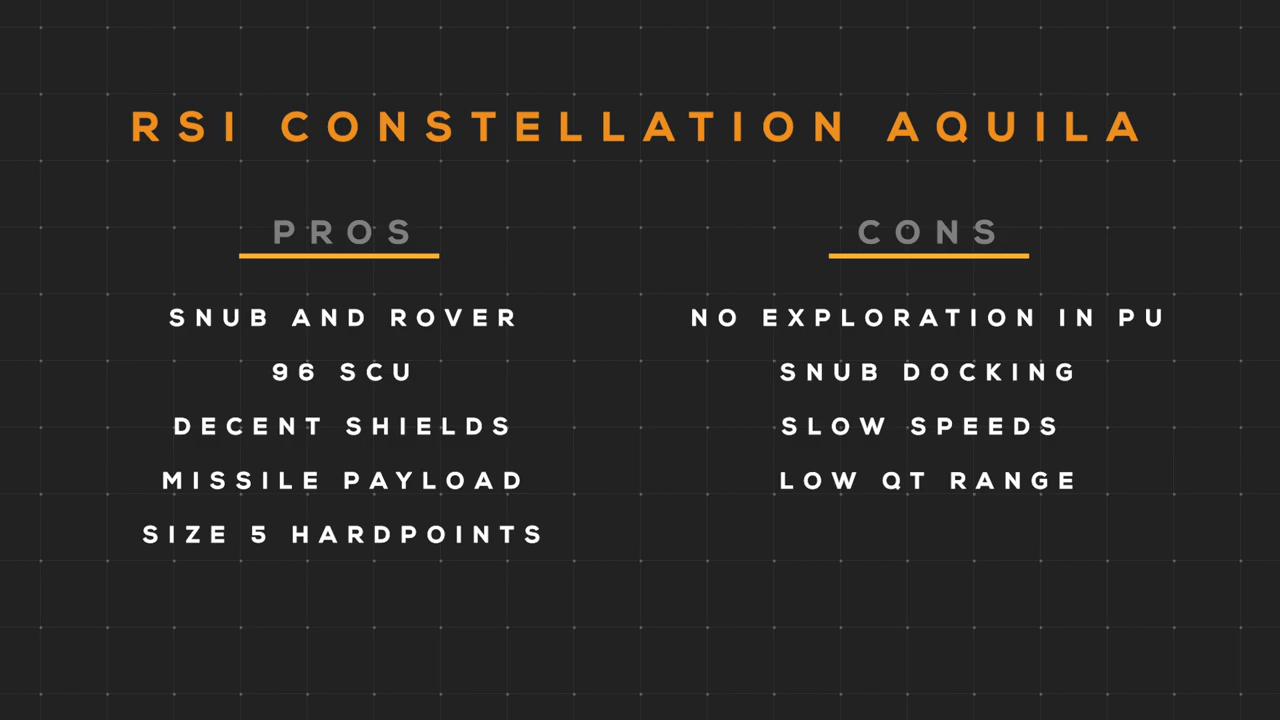 RSI CONSTELLATION AQUILA
PROS
SNUB AND ROVER
96 SCU
DECENT SHIELDS
MISSILE PAYLOAD
SIZE 5 HARDPOINTS
CONS
NO EXPLORATION IN PU
SNUB DOCKING
SLOW SPEEDS
LOW QT RANGE